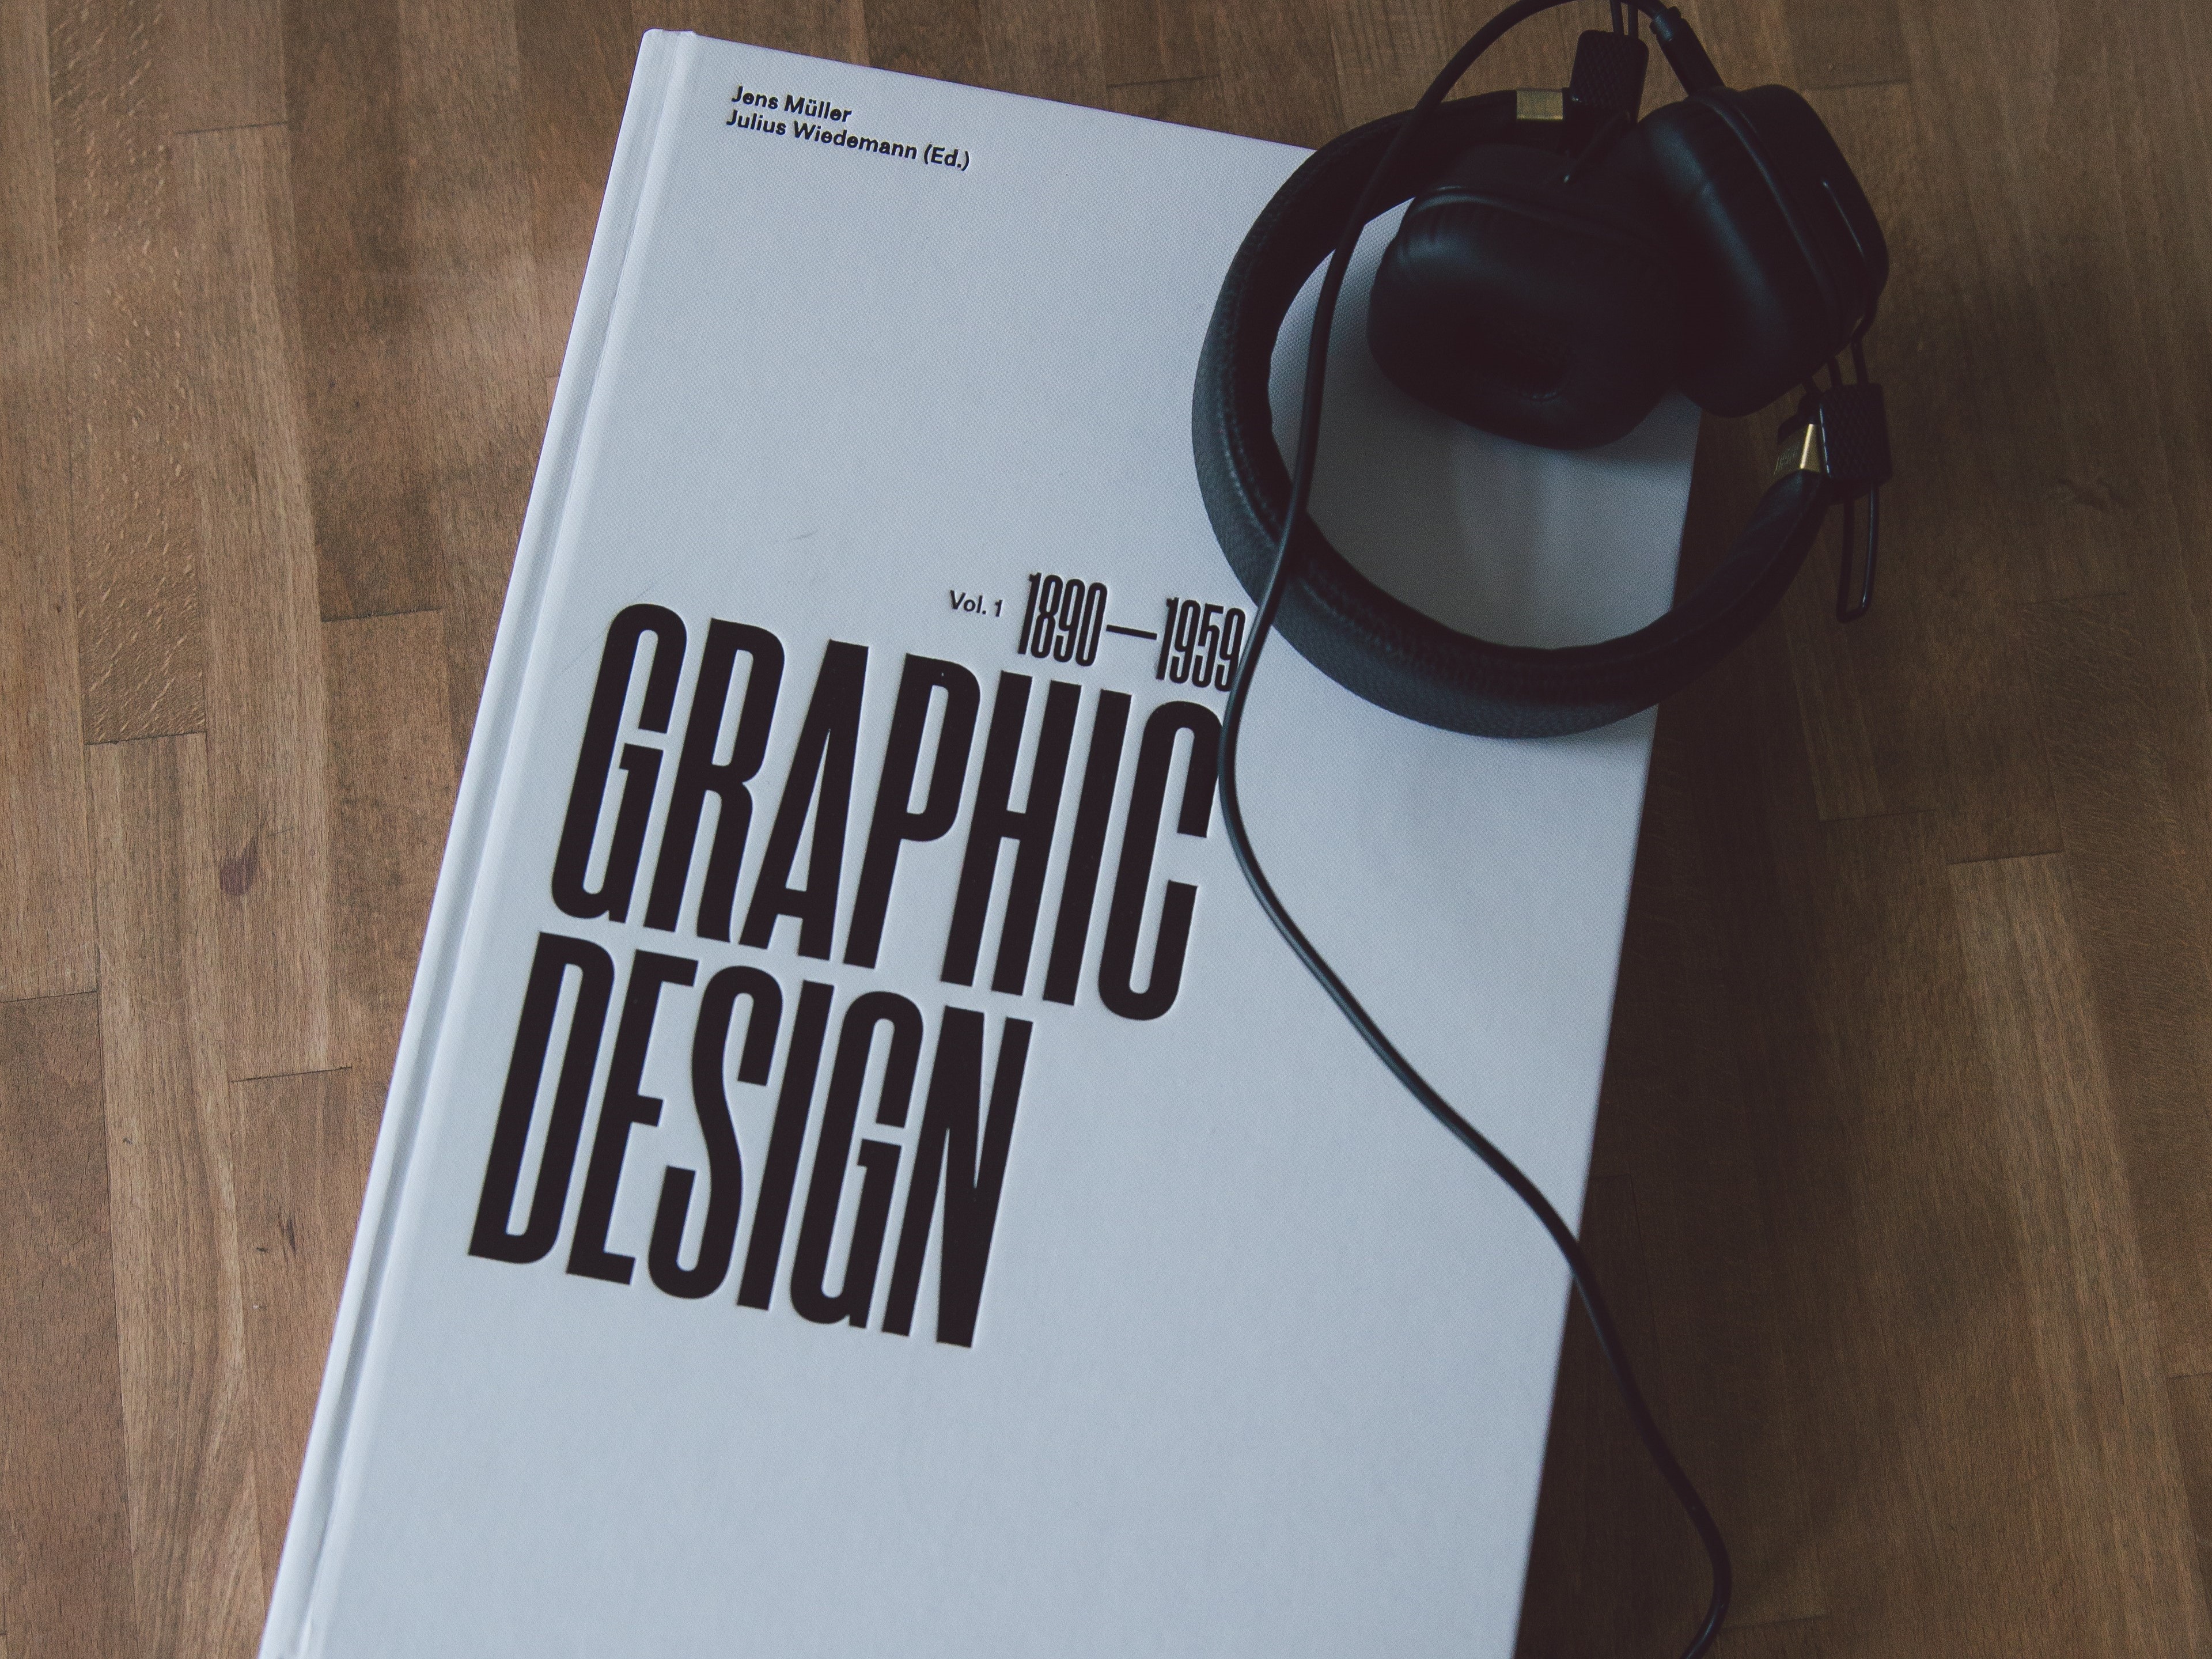 Jens Müller
Julius Wiedemann (Ed.)
Vol. 1 1890—1959
GRAPHIC
DESIGN